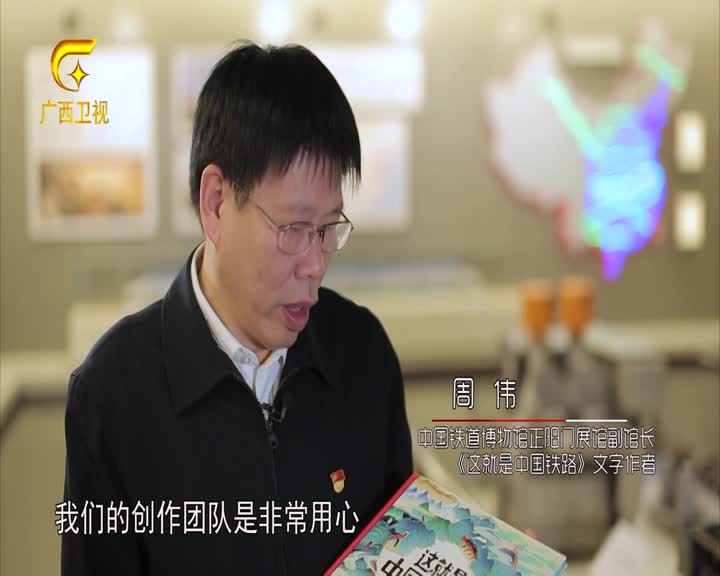 广西卫视
周伟
中国铁道博物馆正阳门展馆副馆长
《这就是中国铁路》文字作者
我们的创作团队是非常用心
这就是
中国